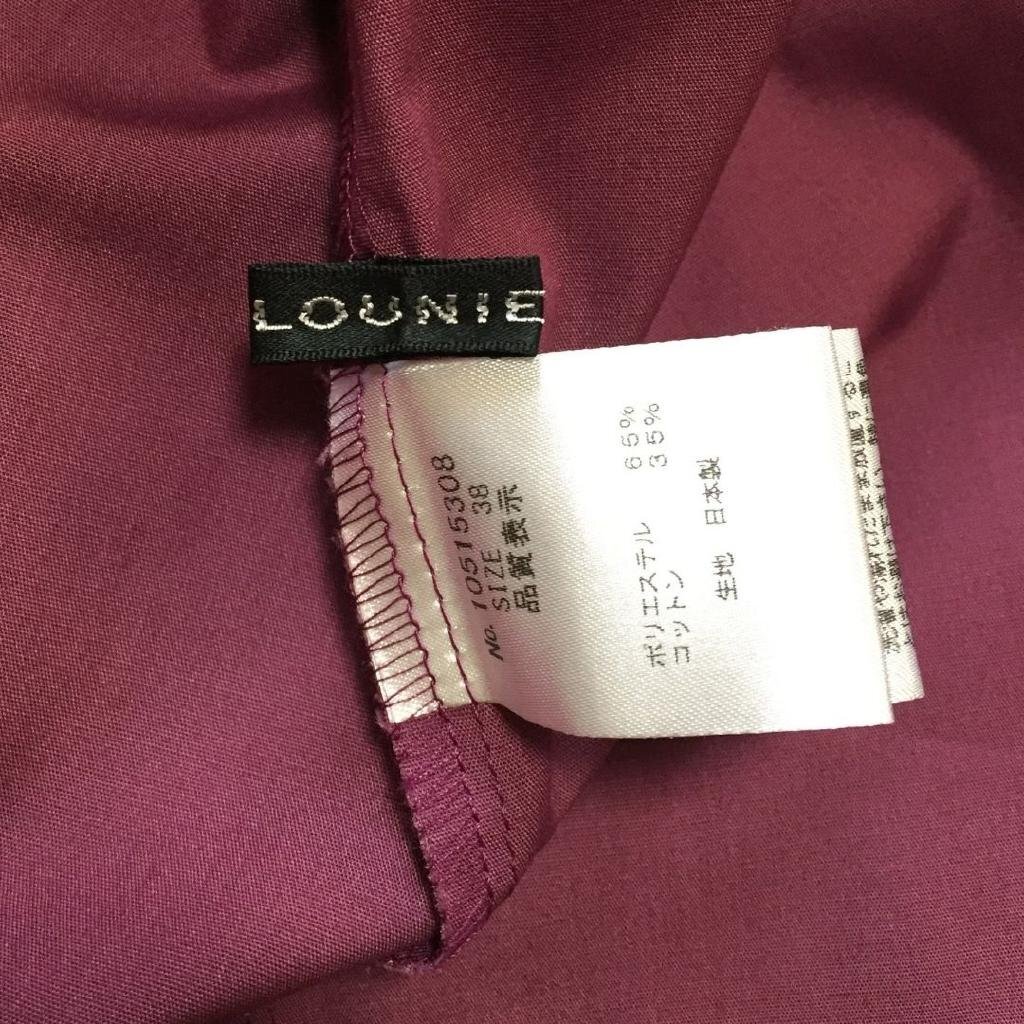 LOUNIE
No. 10515308
SIZE 38
品質表示
ポリエステル 65%
コットン 35%
生地 日本製